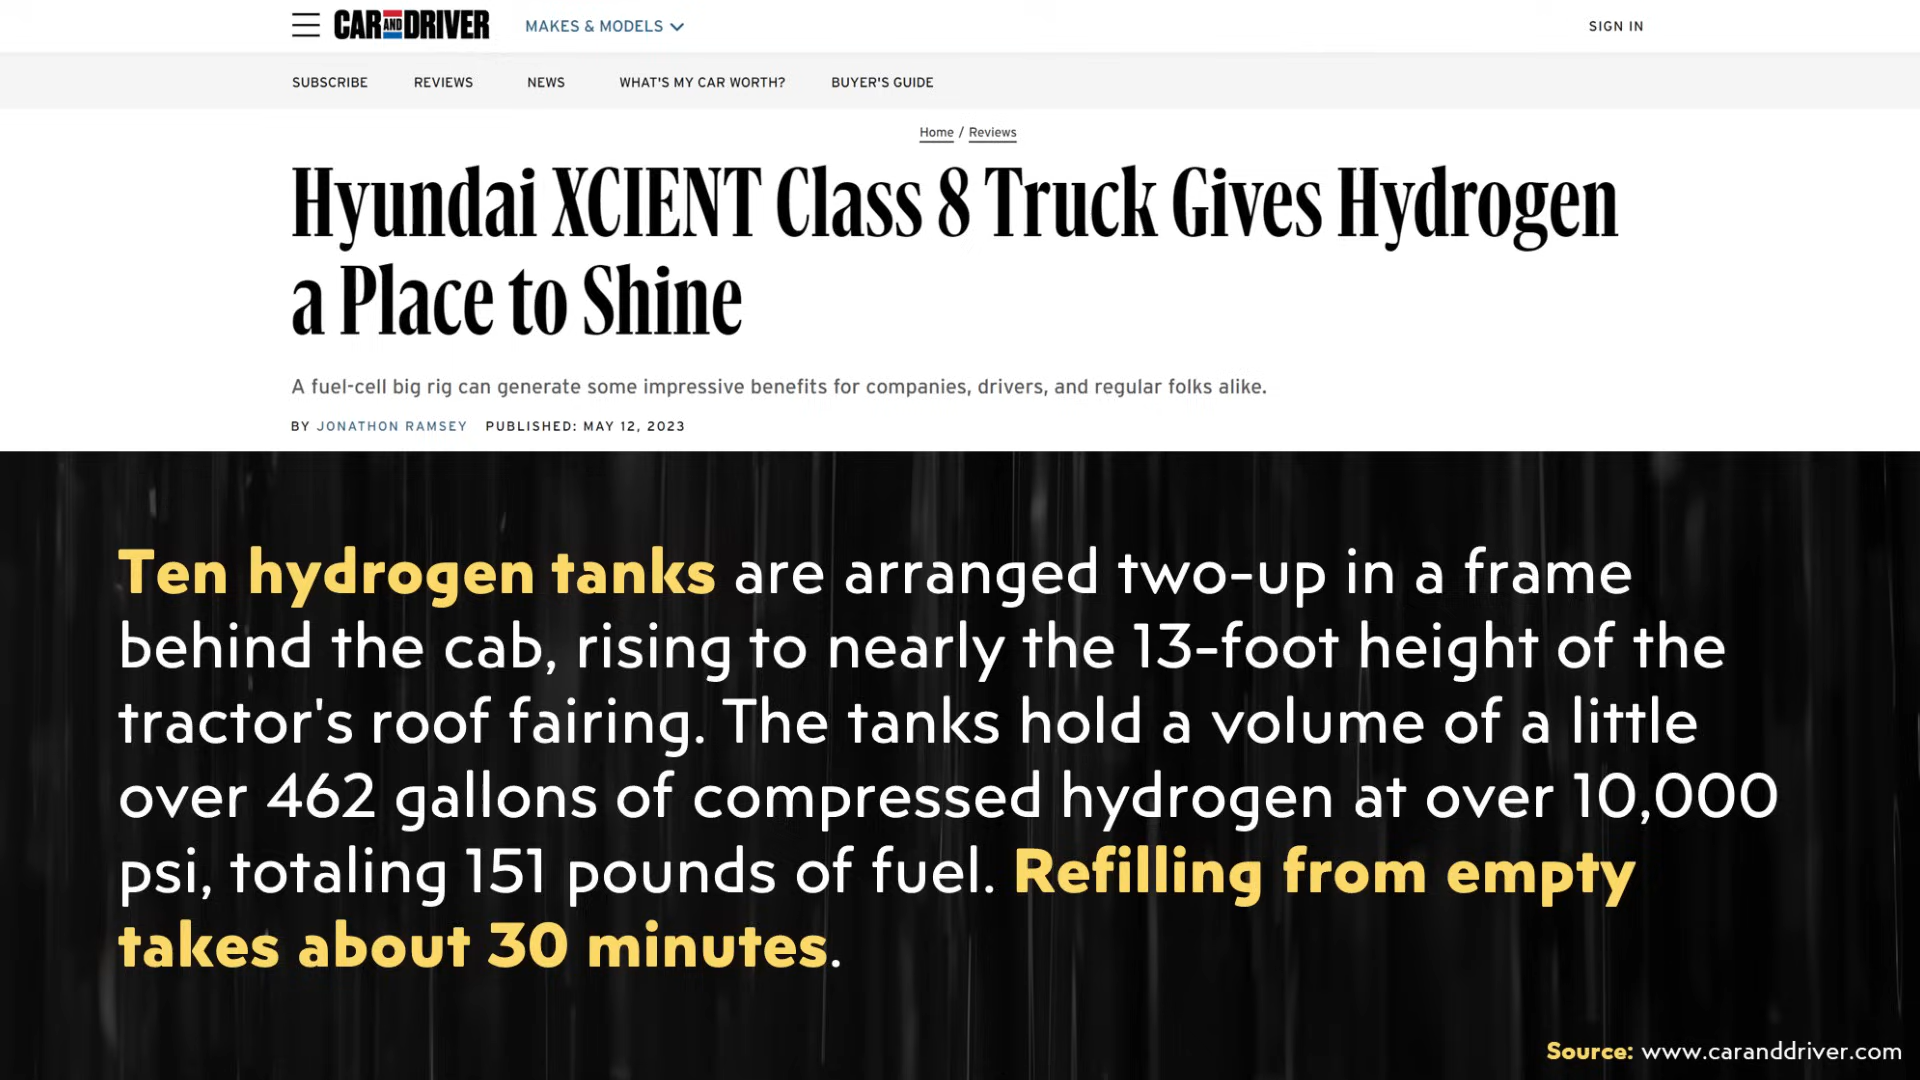 CAR AND DRIVER MAKES & MODELS SIGN IN
SUBSCRIBE REVIEWS NEWS WHAT'S MY CAR WORTH? BUYER'S GUIDE
Home / Reviews
Hyundai XCIENT Class 8 Truck Gives Hydrogen
a Place to Shine
A fuel-cell big rig can generate some impressive benefits for companies, drivers, and regular folks alike.
BY JONATHON RAMSEY PUBLISHED: MAY 12, 2023
Ten hydrogen tanks are arranged two-up in a frame
behind the cab, rising to nearly the 13-foot height of the
tractor's roof fairing. The tanks hold a volume of a little
over 462 gallons of compressed hydrogen at over 10,000
psi, totaling 151 pounds of fuel. Refilling from empty
takes about 30 minutes.
Source: www.caranddriver.com